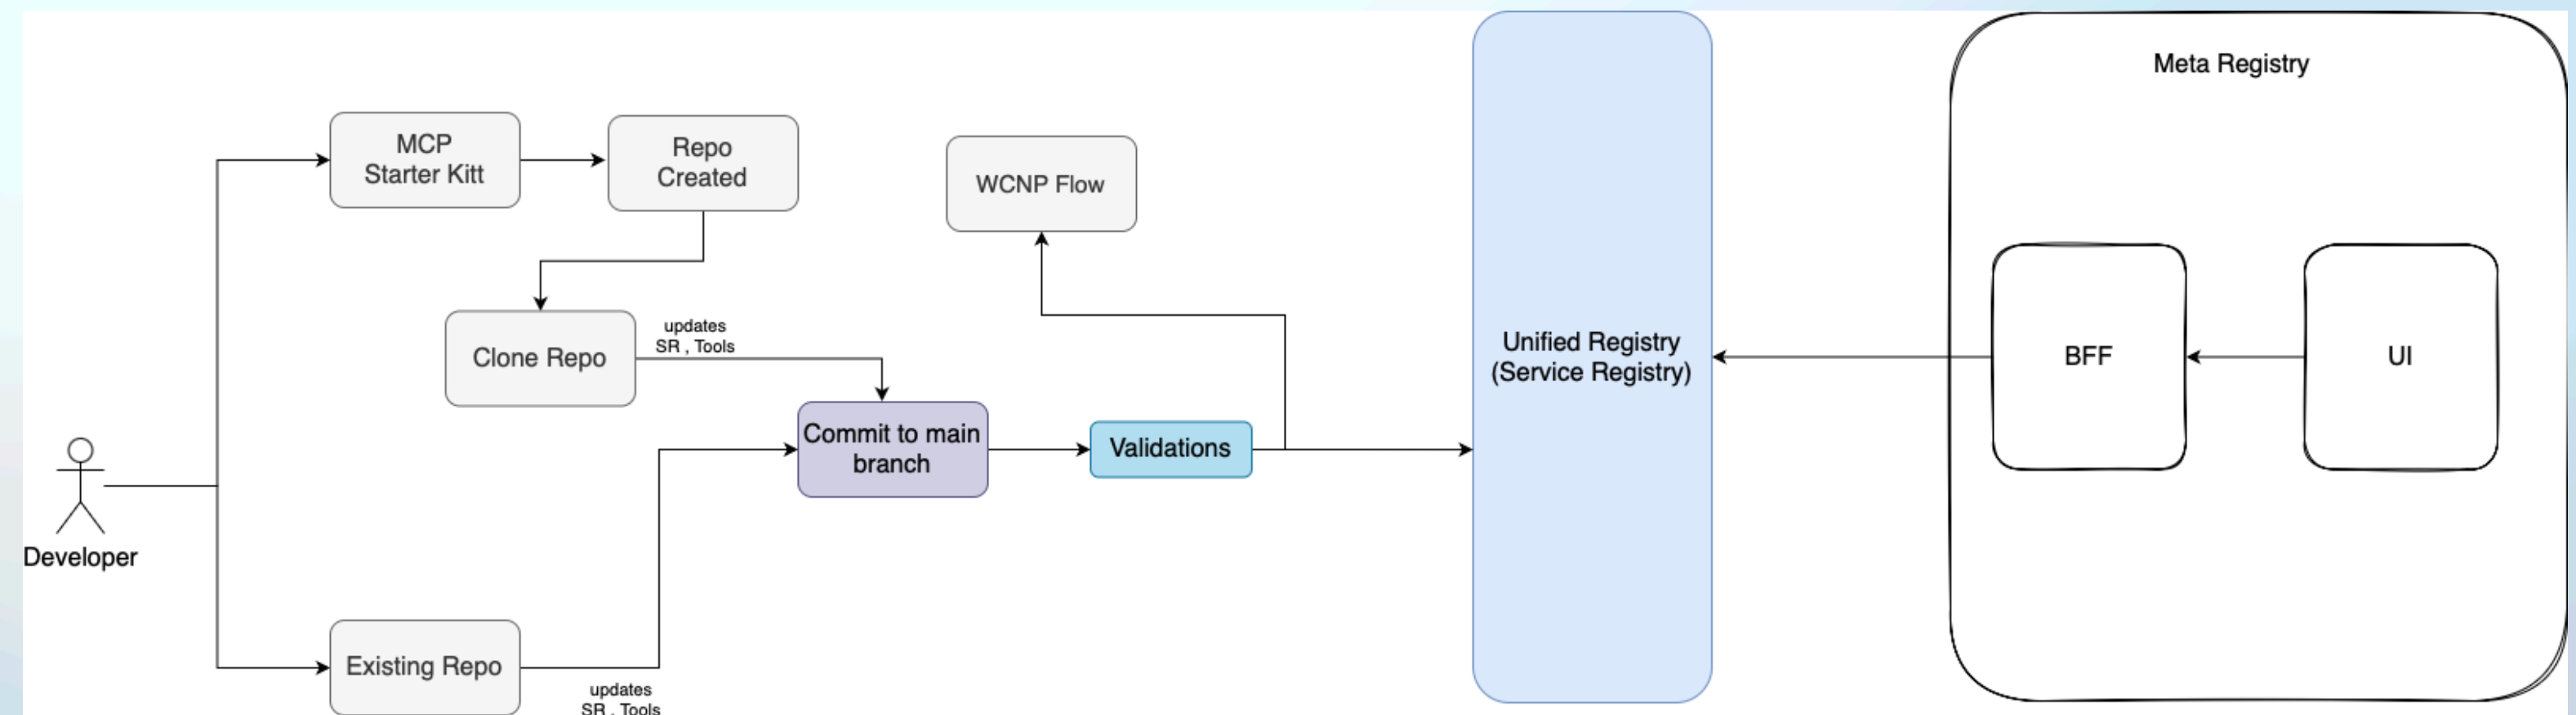 Meta Registry
MCP
Starter Kitt
Repo
Created
WCNP Flow
updates
SR , Tools
Clone Repo
Unified Registry
(Service Registry)
BFF
UI
Commit to main
branch
Validations
Developer
Existing Repo
updates
SR , Tools